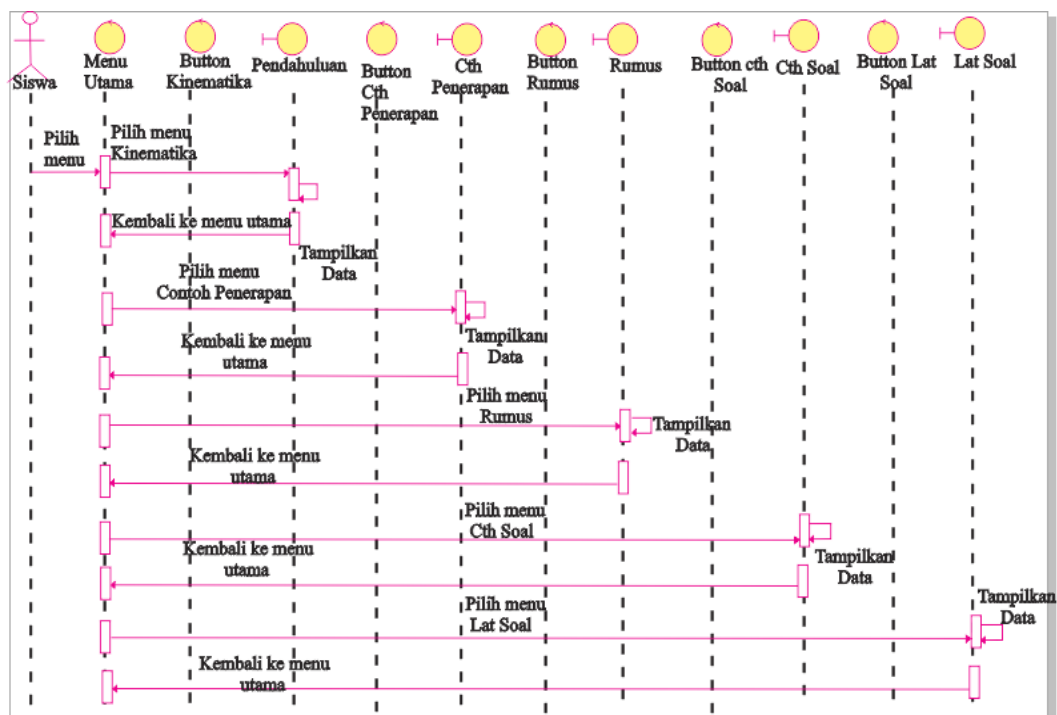 Siswa
Menu
Utama
Button
Kinematika
Pendahuluan
Button
Cth
Penerapan
Cth
Penerapan
Button
Rumus
Rumus
Button cth
Soal
Cth Soal
Button Lat
Soal
Lat Soal
Pilih
menu
Pilih menu
Kinematika
Kembali ke menu utama
Tampilkan
Data
Pilih menu
Contoh Penerapan
Tampilkan
Data
Kembali ke menu
utama
Pilih menu
Rumus
Tampilkan
Data
Kembali ke menu
utama
Pilih menu
Cth Soal
Tampilkan
Data
Kembali ke menu
utama
Pilih menu
Lat Soal
Tampilkan
Data
Kembali ke menu
utama